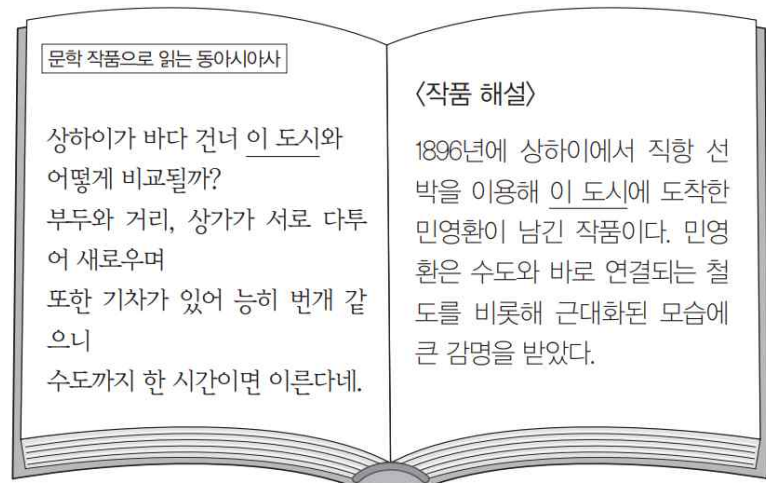 문학 작품으로 읽는 동아시아사
상하이가 바다 건너 이 도시와
어떻게 비교될까?
부두와 거리, 상가가 서로 다투
어 새로우며
또한 기차가 있어 능히 번개 같
으니
수도까지 한 시간이면 이른다네.
〈작품 해설〉
1896년에 상하이에서 직항 선
박을 이용해 이 도시에 도착한
민영환이 남긴 작품이다. 민영
환은 수도와 바로 연결되는 철
도를 비롯해 근대화된 모습에
큰 감명을 받았다.